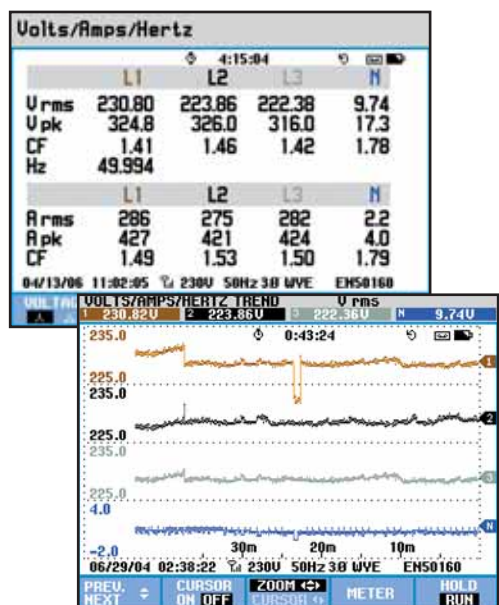 Volts/Amps/Hertz
4:15:04
L1 L2 L3 N
V rms 230.80 223.86 222.38 9.74
V pk 324.8 326.0 316.0 17.3
CF 1.41 1.46 1.42 1.78
Hz 49.994
L1 L2 L3 N
A rms 286 275 282 2.2
A pk 427 421 424 4.0
CF 1.49 1.53 1.50 1.79
04/13/06 11:02:05 230V 50Hz 3Ø WYE EN50160
VOLTS/AMPS/HERTZ TREND V rms
1 230.82V 2 223.86V 3 222.36V N 9.74V
235.0 0:43:24
1
225.0
235.0
2
225.0
235.0
3
225.0
4.0
N
-2.0 30m 20m 10m
06/29/04 02:38:22 230V 50Hz 3Ø WYE EN50160
PREV. NEXT CURSOR ON OFF ZOOM CURSOR METER HOLD RUN